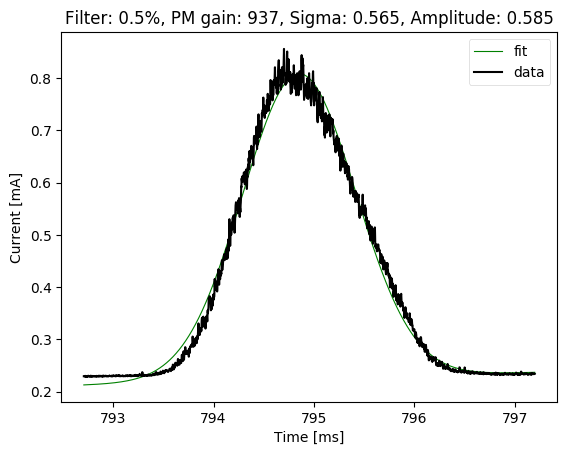 Filter: 0.5%, PM gain: 937, Sigma: 0.565, Amplitude: 0.585
fit
data
Current [mA]
0.8
0.7
0.6
0.5
0.4
0.3
0.2
793 794 795 796 797
Time [ms]